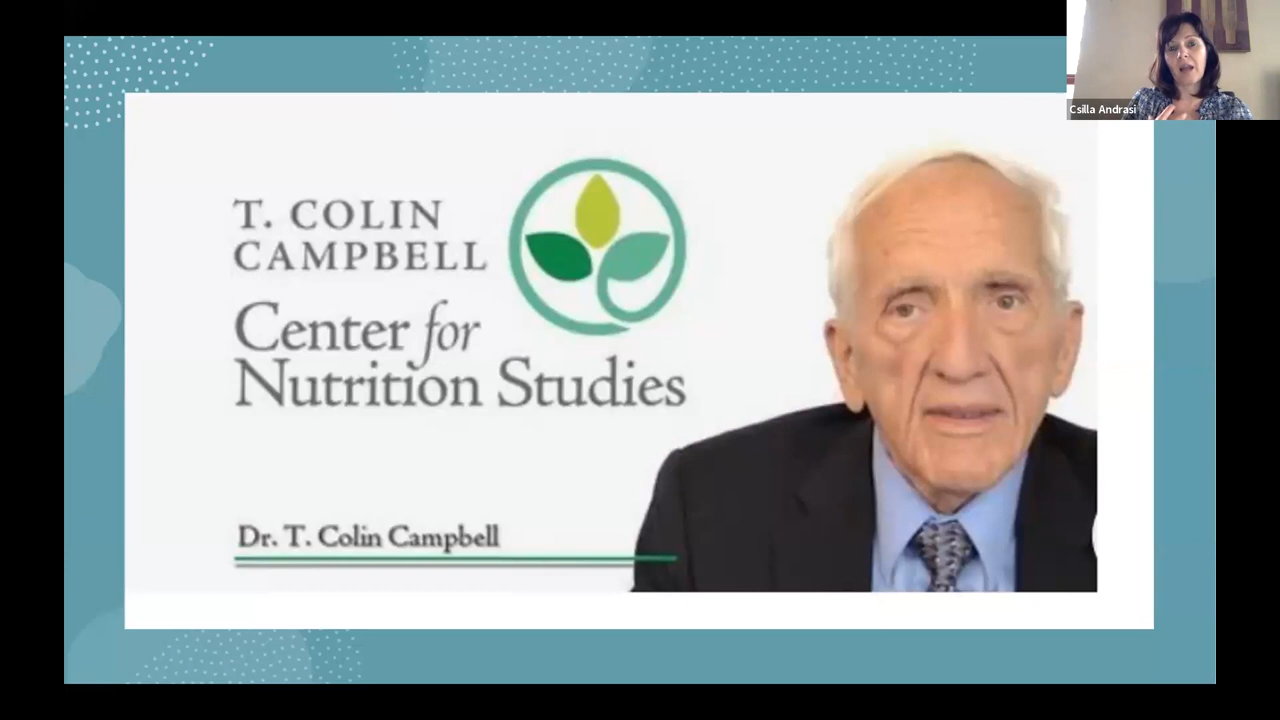 Csilla Andrasi
T. COLIN
CAMPBELL
Center for
Nutrition Studies
Dr. T. Colin Campbell